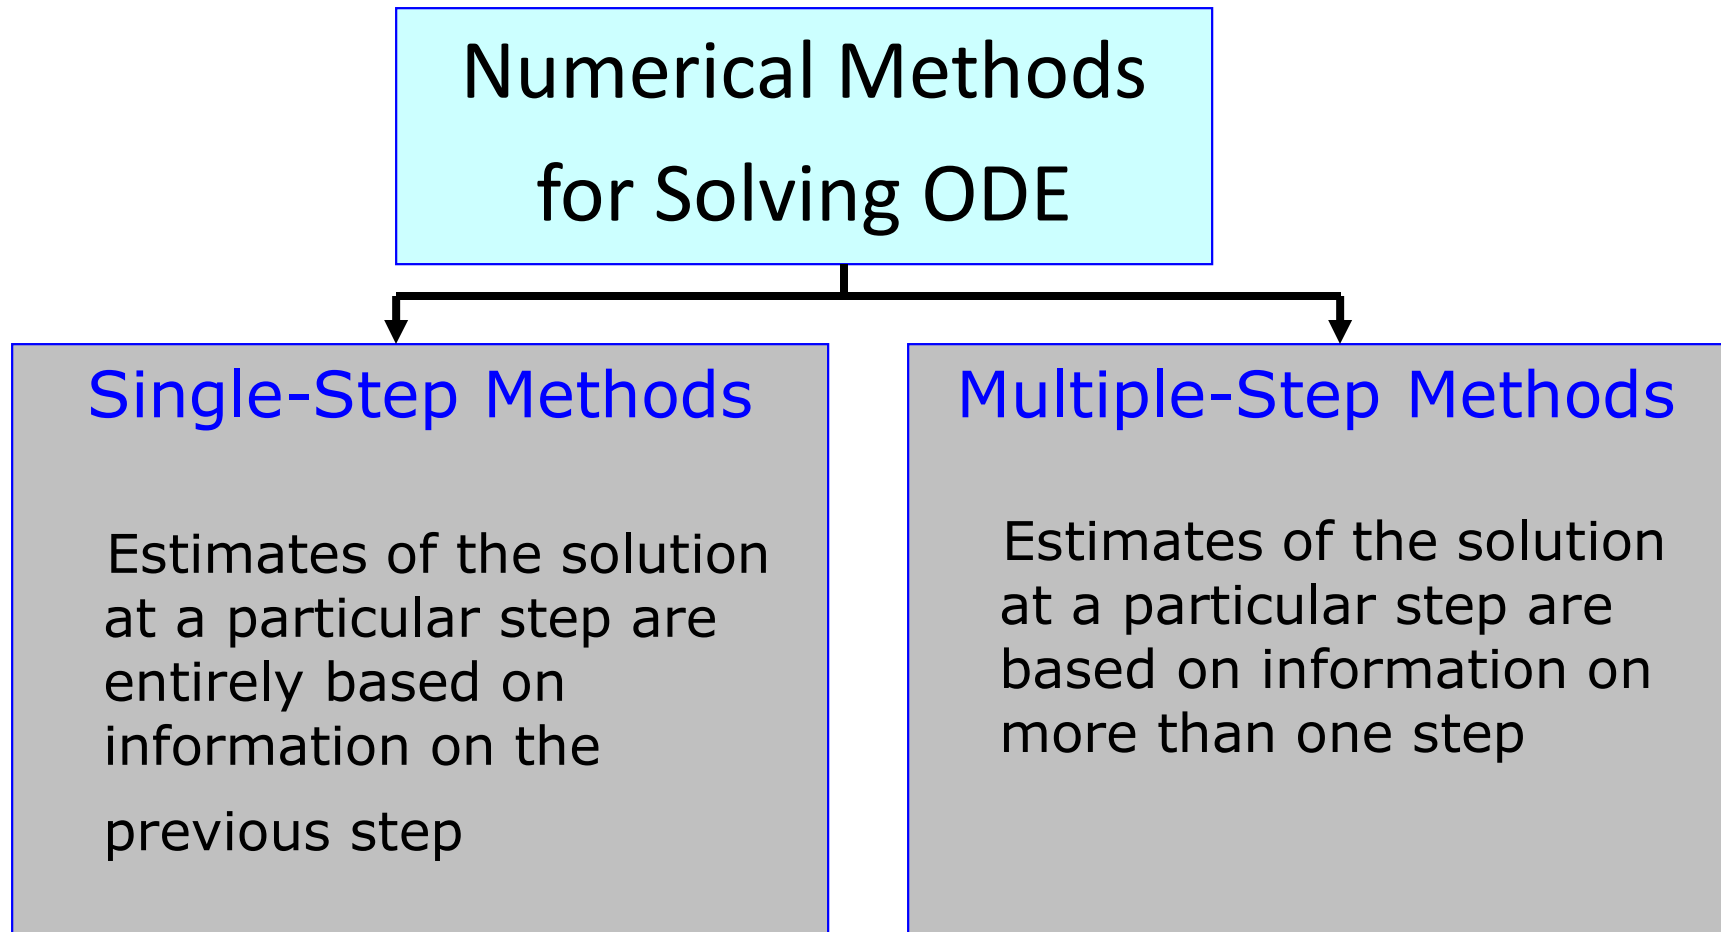 Numerical Methods
for Solving ODE
Single-Step Methods
Estimates of the solution
at a particular step are
entirely based on
information on the
previous step
Multiple-Step Methods
Estimates of the solution
at a particular step are
based on information on
more than one step